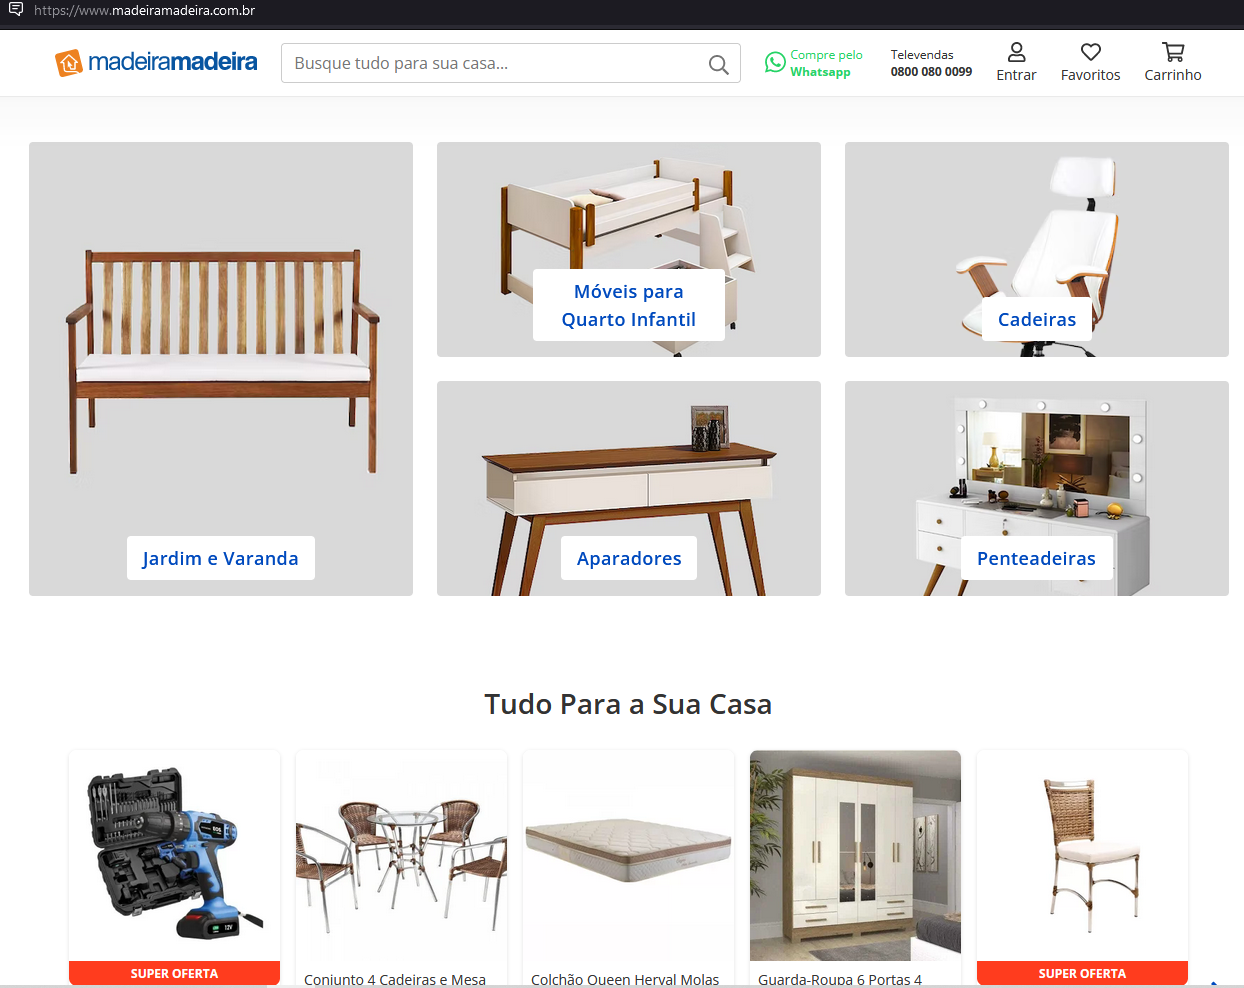 https://www.madeiramadeira.com.br
madeiramadeira
Busque tudo para sua casa...
Compre pelo
Whatsapp
Televendas
0800 080 0099
Entrar
Favoritos
Carrinho
Móveis para
Quarto Infantil
Cadeiras
Jardim e Varanda
Aparadores
Penteadeiras
Tudo Para a Sua Casa
12V
SUPER OFERTA
Conjunto 4 Cadeiras e Mesa
Colchão Queen Herval Molas
Guarda-Roupa 6 Portas 4
SUPER OFERTA